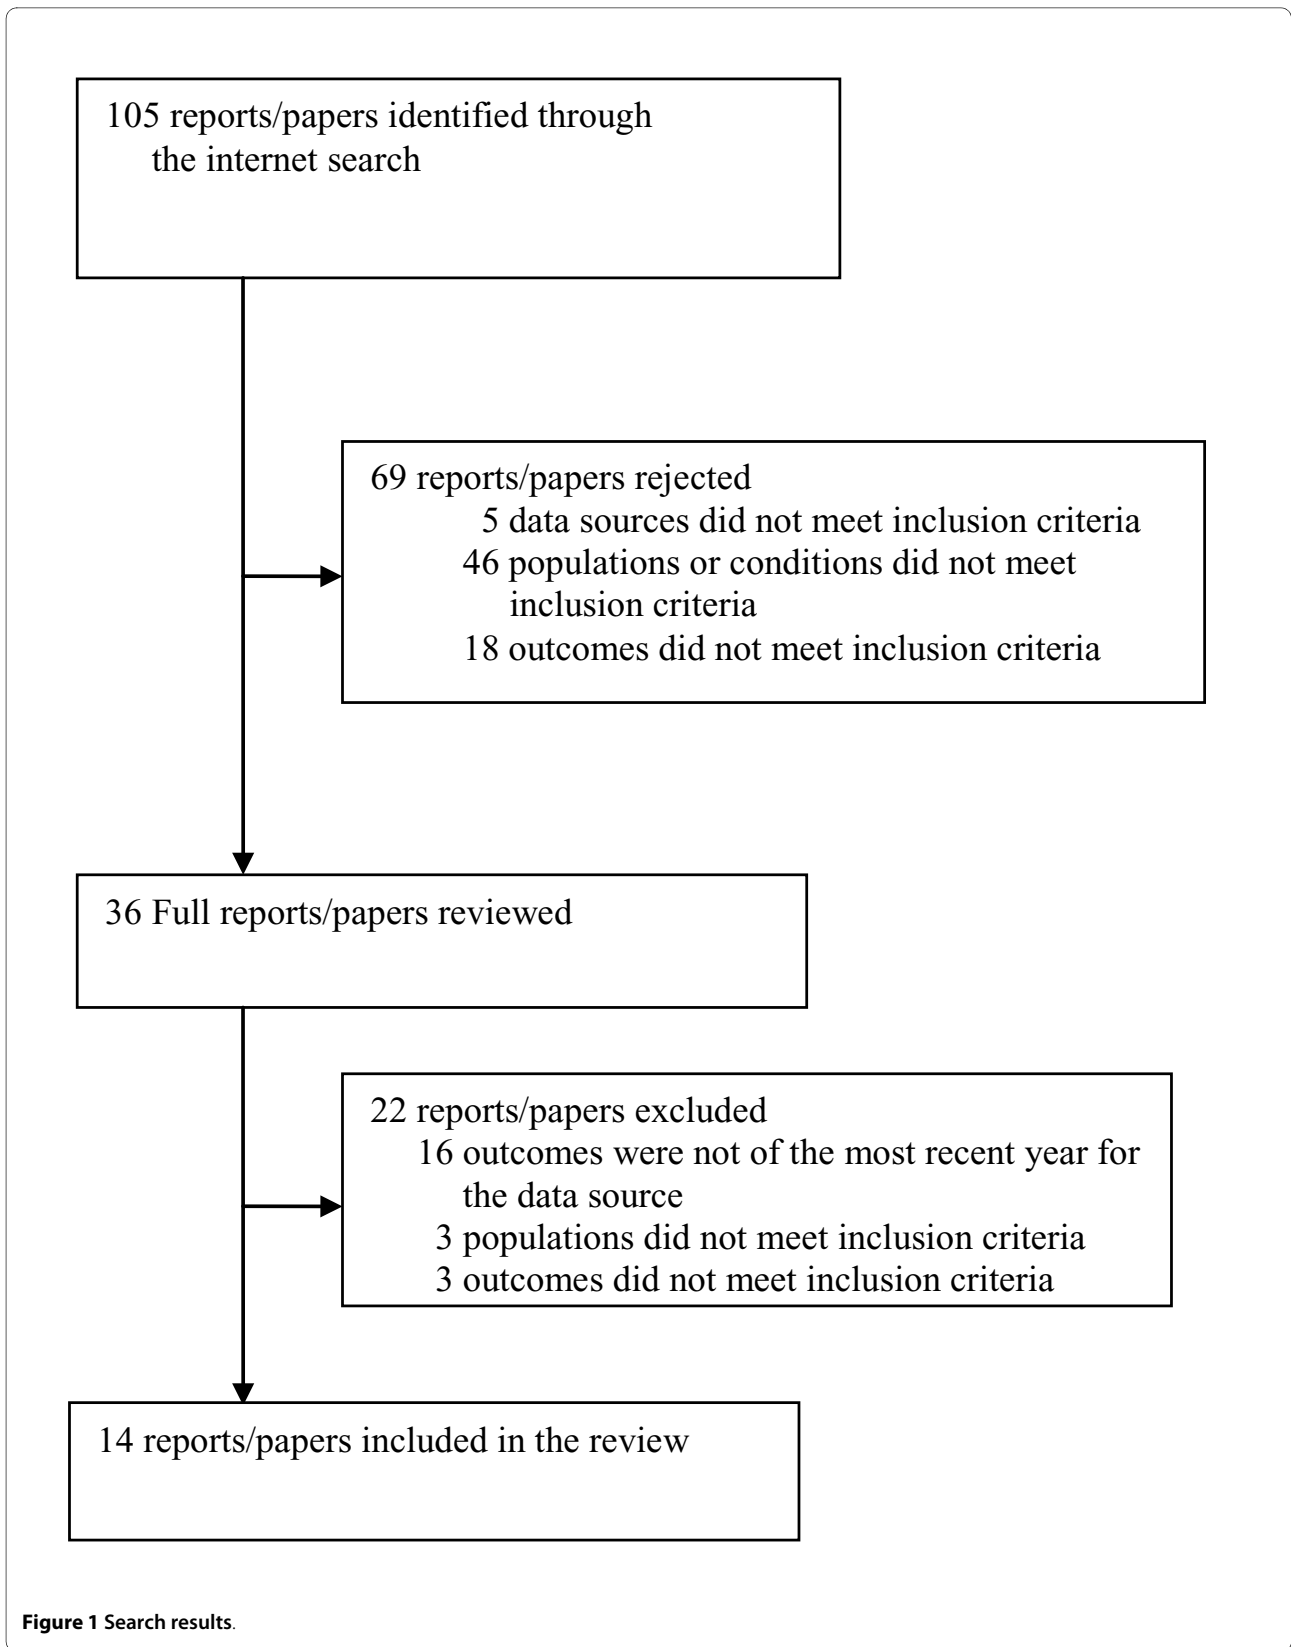 105 reports/papers identified through
the internet search
69 reports/papers rejected
5 data sources did not meet inclusion criteria
46 populations or conditions did not meet
inclusion criteria
18 outcomes did not meet inclusion criteria
36 Full reports/papers reviewed
22 reports/papers excluded
16 outcomes were not of the most recent year for
the data source
3 populations did not meet inclusion criteria
3 outcomes did not meet inclusion criteria
14 reports/papers included in the review
Figure 1 Search results.